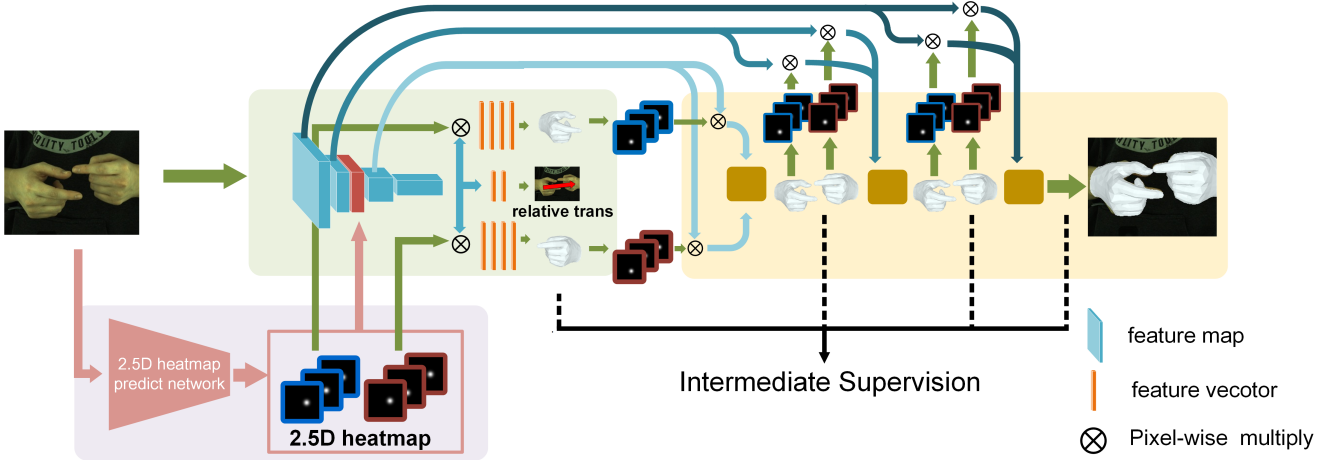 ALITY_TOOLS
relative trans
2.5D heatmap
predict network
2.5D heatmap
Intermediate Supervision
feature map
feature vecotor
Pixel-wise multiply